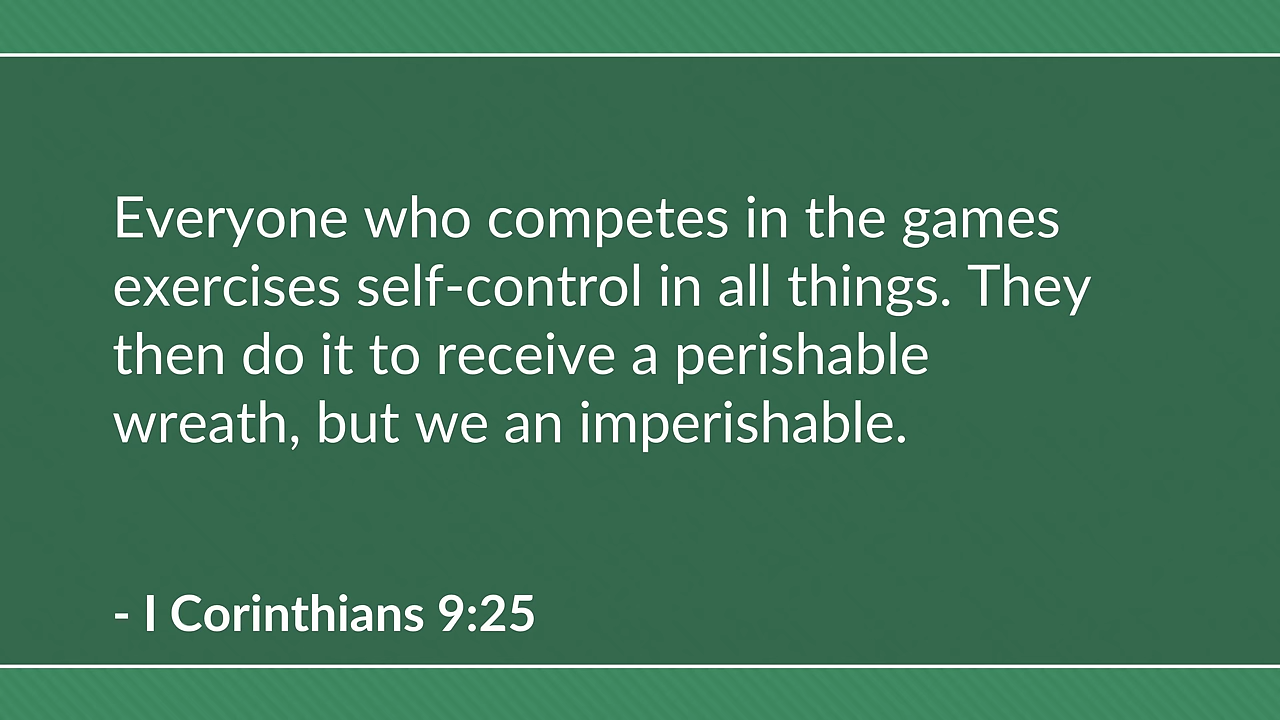 Everyone who competes in the games
exercises self-control in all things. They
then do it to receive a perishable
wreath, but we an imperishable.
- I Corinthians 9:25